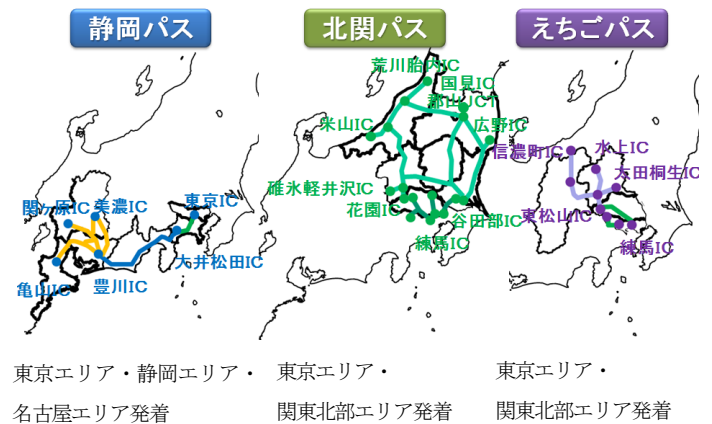 静岡パス
北関パス
えちごパス
関ヶ原IC
美濃IC
東京IC
大井松田IC
亀山IC
豊川IC
荒川胎内IC
国見IC
郡山JCT
米山IC
広野IC
碓氷軽井沢IC
花園IC
谷田部IC
練馬IC
信濃町IC
水上IC
太田桐生IC
東松山IC
練馬IC
東京エリア・静岡エリア・
名古屋エリア発着
東京エリア・
関東北部エリア発着
東京エリア・
関東北部エリア発着